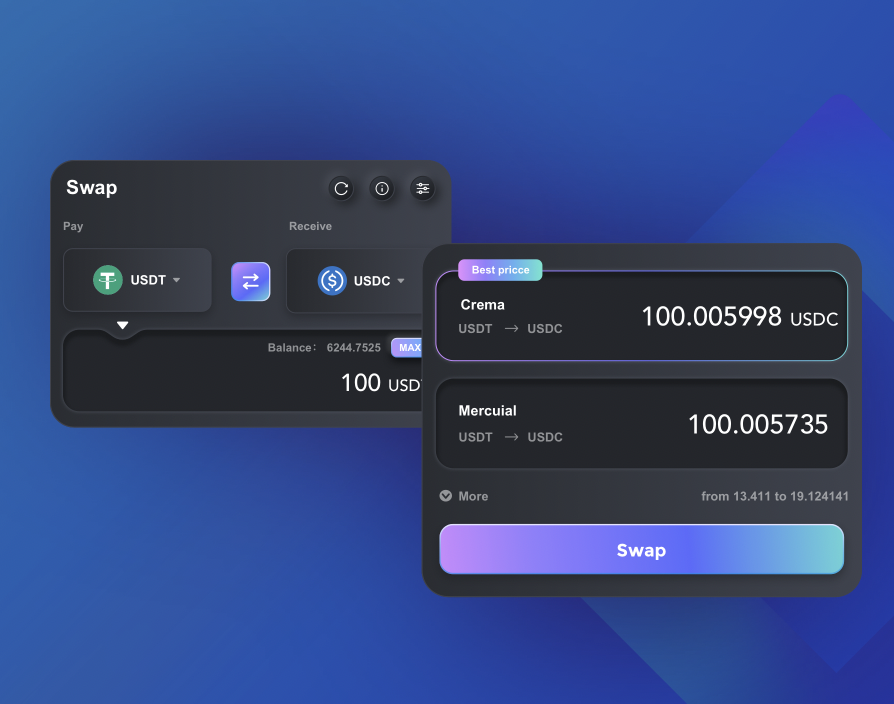 Swap
Pay
Receive
USDT
USDC
Balance: 6244.7525
MAX
100 USDT
Best pricce
Crema
USDT → USDC
100.005998 USDC
Mercuial
USDT → USDC
100.005735
More
from 13.411 to 19.124141
Swap